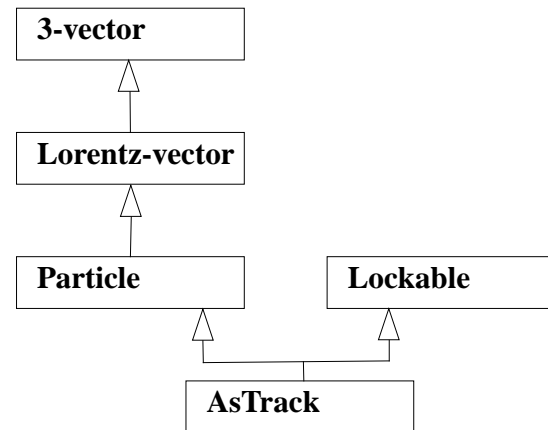 3-vector
Lorentz-vector
Particle
Lockable
AsTrack